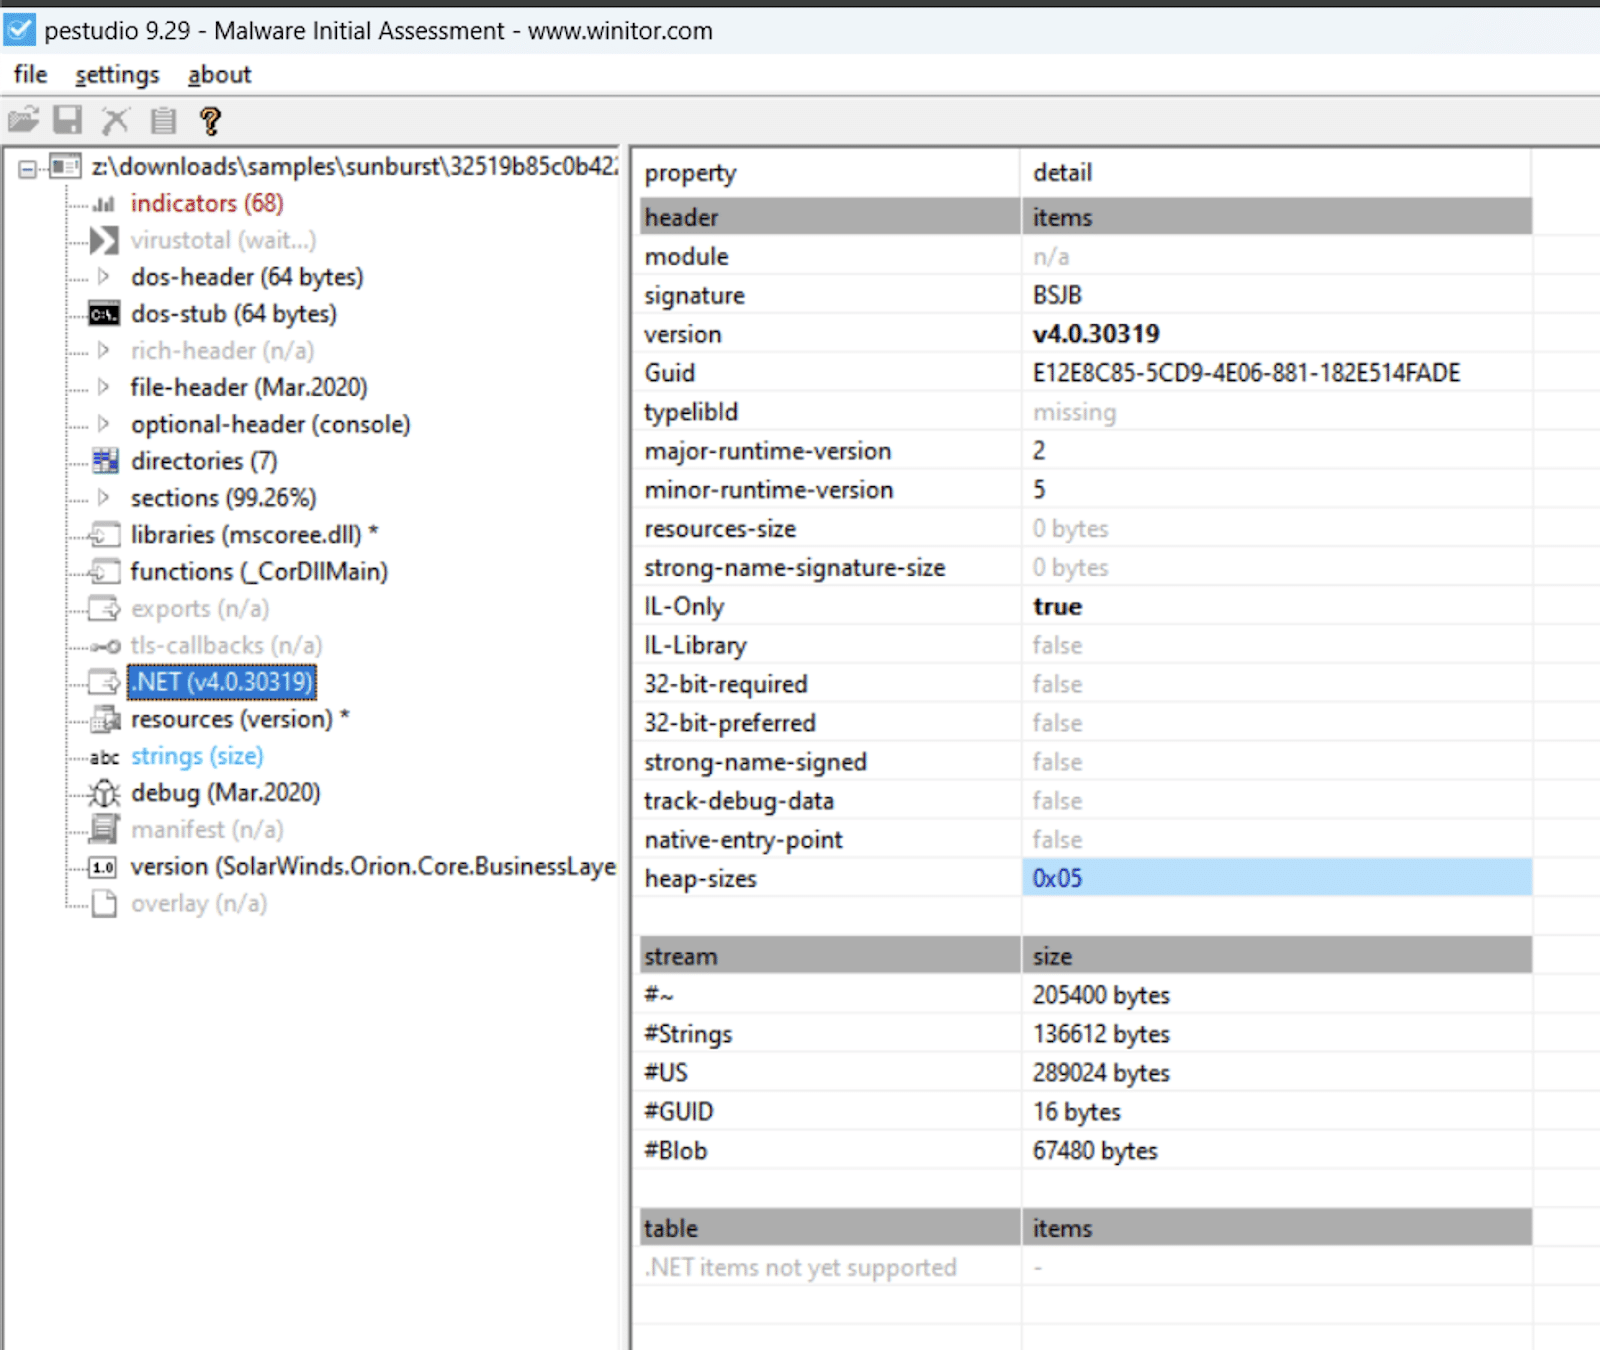 pestudio 9.29 - Malware Initial Assessment - www.winitor.com
file settings about
z:\downloads\samples\sunburst\32519b85c0b422
indicators (68)
virustotal (wait...)
dos-header (64 bytes)
C:\.
dos-stub (64 bytes)
rich-header (n/a)
file-header (Mar.2020)
optional-header (console)
directories (7)
sections (99.26%)
libraries (mscoree.dll) *
functions (_CorDllMain)
exports (n/a)
tls-callbacks (n/a)
.NET (v4.0.30319)
resources (version) *
abc strings (size)
debug (Mar.2020)
manifest (n/a)
1.0 version (SolarWinds.Orion.Core.BusinessLaye
overlay (n/a)
property detail
header items
module n/a
signature BSJB
version v4.0.30319
Guid E12E8C85-5CD9-4E06-881-182E514FADE
typelibId missing
major-runtime-version 2
minor-runtime-version 5
resources-size 0 bytes
strong-name-signature-size 0 bytes
IL-Only true
IL-Library false
32-bit-required false
32-bit-preferred false
strong-name-signed false
track-debug-data false
native-entry-point false
heap-sizes 0x05
stream size
#~ 205400 bytes
#Strings 136612 bytes
#US 289024 bytes
#GUID 16 bytes
#Blob 67480 bytes
table items
.NET items not yet supported -